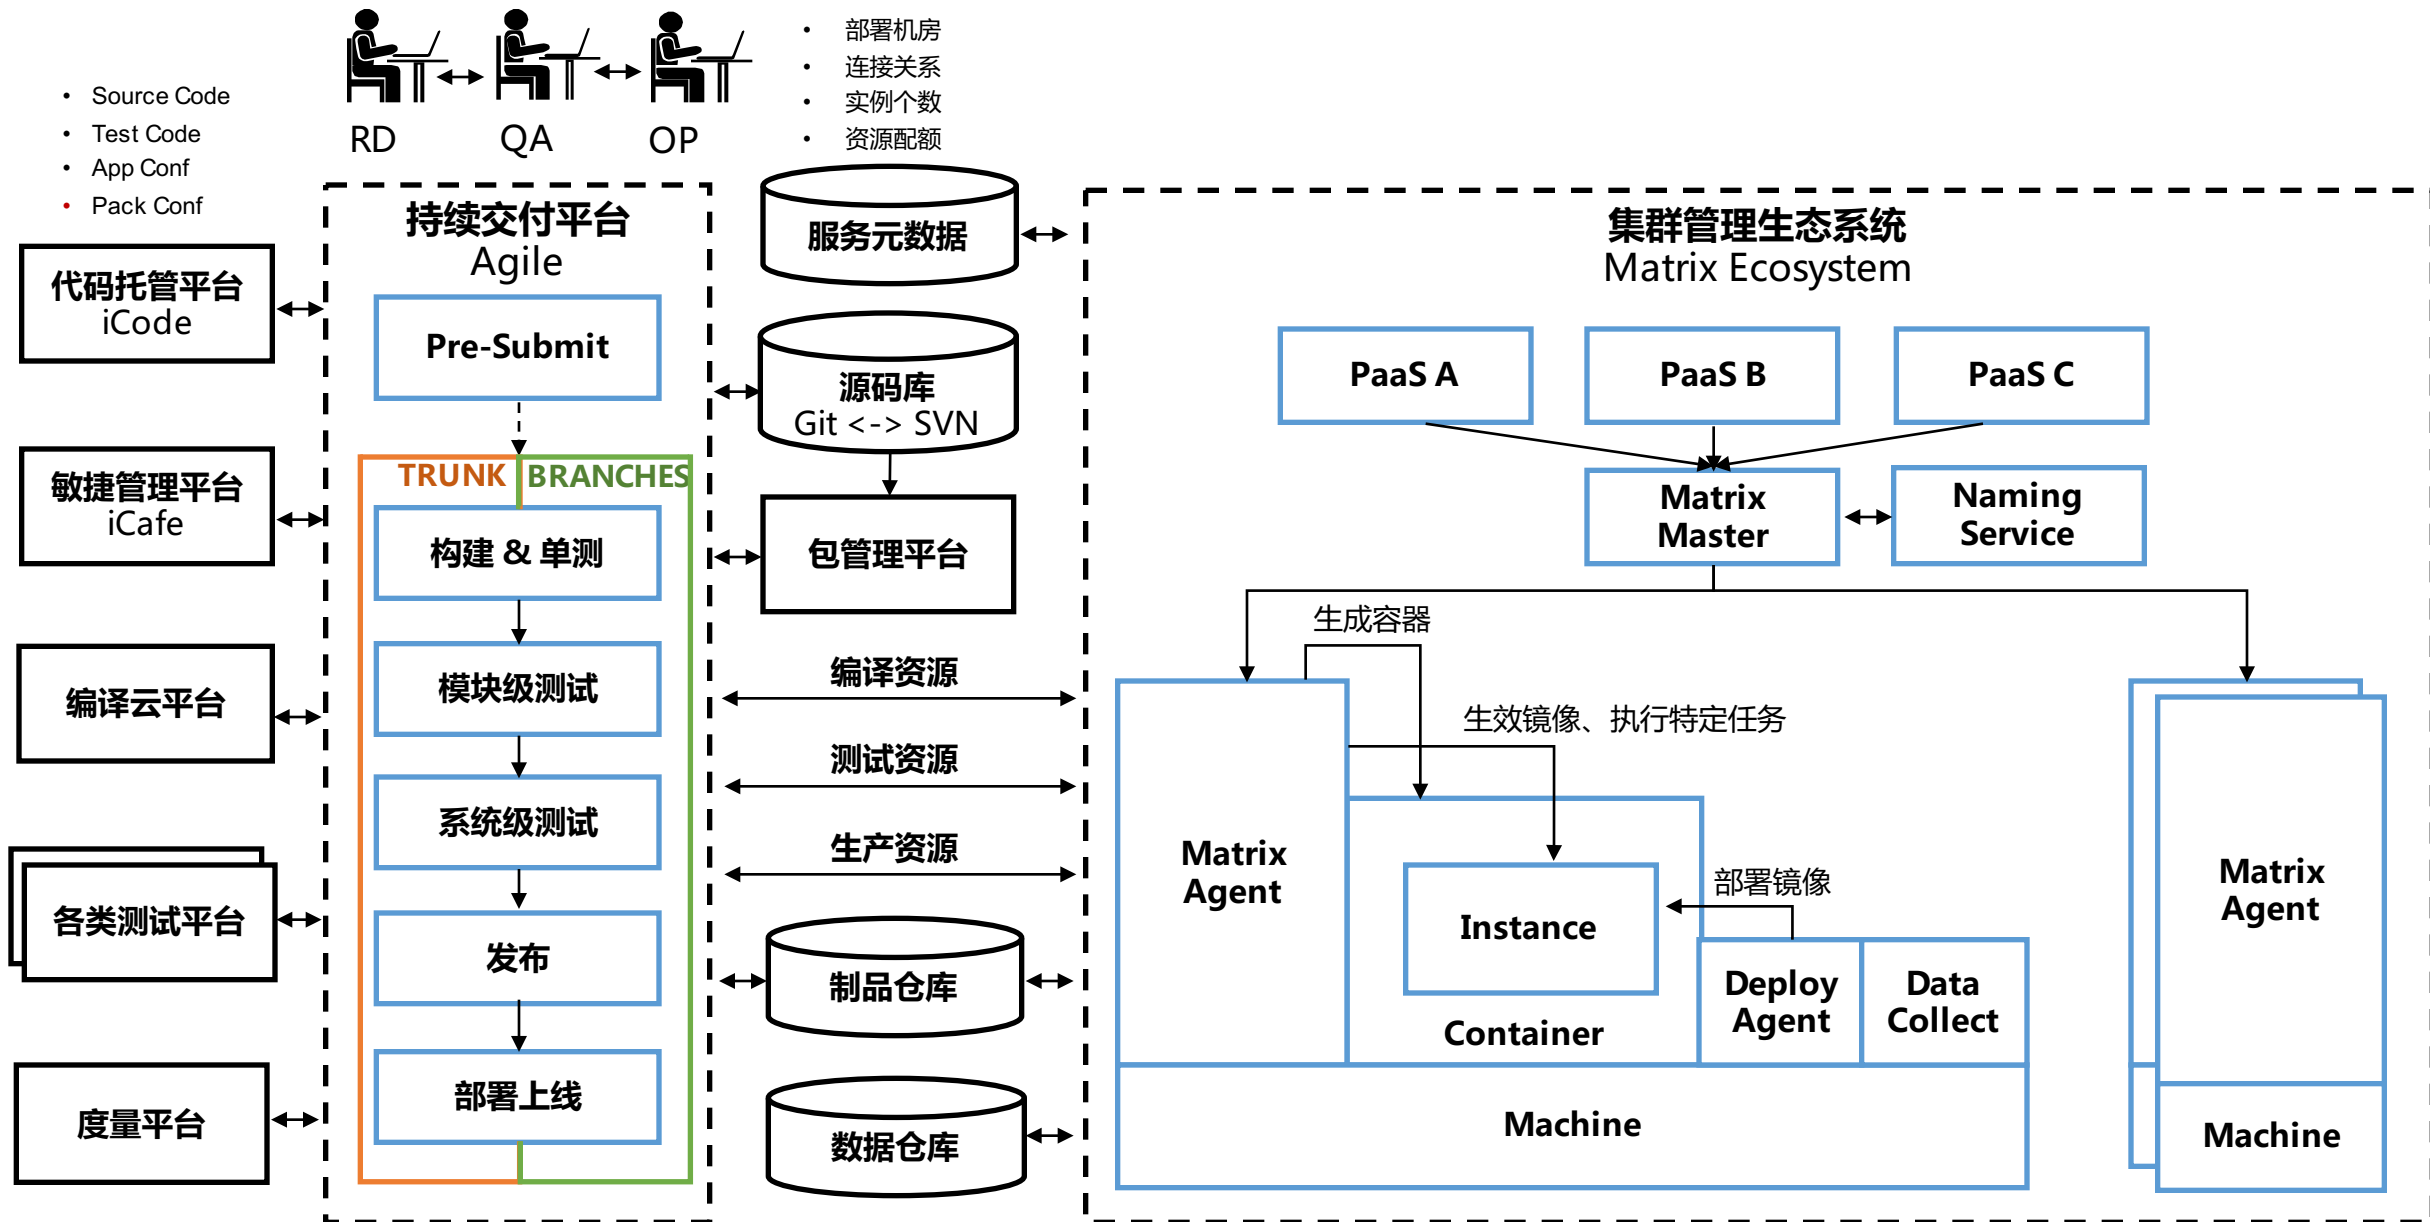 • Source Code
• Test Code
• App Conf
• Pack Conf
RD
QA
OP
• 部署机房
• 连接关系
• 实例个数
• 资源配额
代码托管平台
iCode
敏捷管理平台
iCafe
编译云平台
各类测试平台
度量平台
持续交付平台
Agile
Pre-Submit
TRUNK
BRANCHES
构建 & 单测
模块级测试
系统级测试
发布
部署上线
服务元数据
源码库
Git <-> SVN
包管理平台
编译资源
测试资源
生产资源
制品仓库
数据仓库
集群管理生态系统
Matrix Ecosystem
PaaS A
PaaS B
PaaS C
Matrix
Master
Naming
Service
生成容器
生效镜像、执行特定任务
部署镜像
Matrix
Agent
Instance
Container
Deploy
Agent
Data
Collect
Machine
Matrix
Agent
Machine